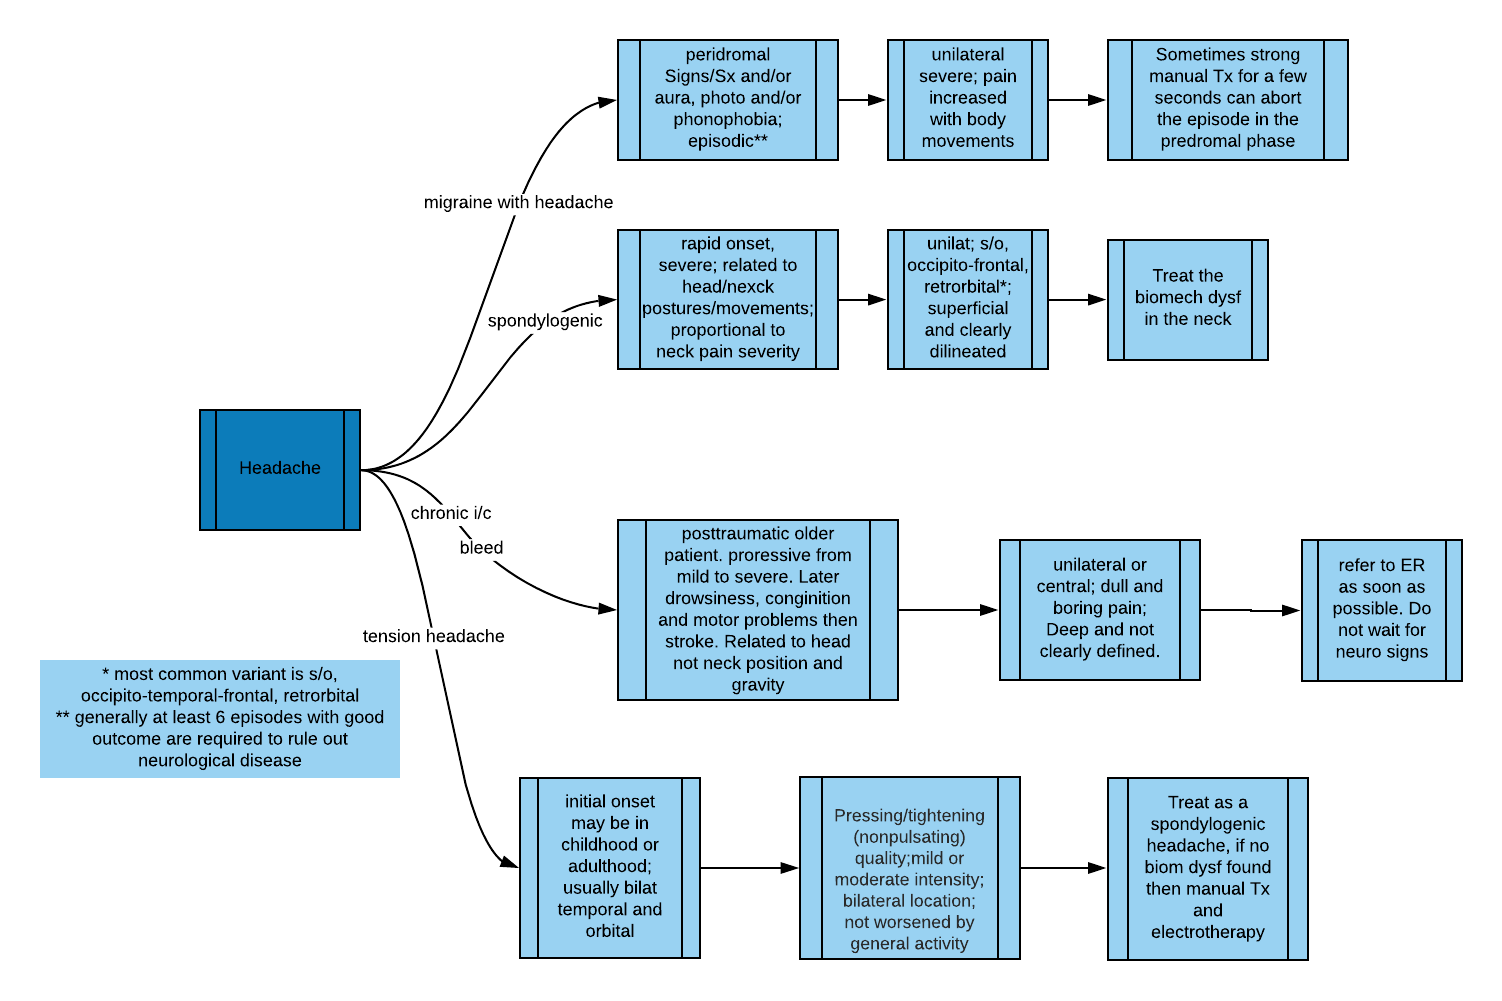 peridromal
Signs/Sx and/or
aura, photo and/or
phonophobia;
episodic**
unilateral
severe; pain
increased
with body
movements
Sometimes strong
manual Tx for a few
seconds can abort
the episode in the
predromal phase
migraine with headache
rapid onset,
severe; related to
head/nexck
postures/movements;
proportional to
neck pain severity
unilat; s/o,
occipito-frontal,
retrorbital*;
superficial
and clearly
dilineated
Treat the
biomech dysf
in the neck
spondylogenic
Headache
chronic i/c
bleed
posttraumatic older
patient. proressive from
mild to severe. Later
drowsiness, conginition
and motor problems then
stroke. Related to head
not neck position and
gravity
unilateral or
central; dull and
boring pain;
Deep and not
clearly defined.
refer to ER
as soon as
possible. Do
not wait for
neuro signs
tension headache
* most common variant is s/o,
occipito-temporal-frontal, retrorbital
** generally at least 6 episodes with good
outcome are required to rule out
neurological disease
initial onset
may be in
childhood or
adulthood;
usually bilat
temporal and
orbital
Pressing/tightening
(nonpulsating)
quality;mild or
moderate intensity;
bilateral location;
not worsened by
general activity
Treat as a
spondylogenic
headache, if no
biom dysf found
then manual Tx
and
electrotherapy